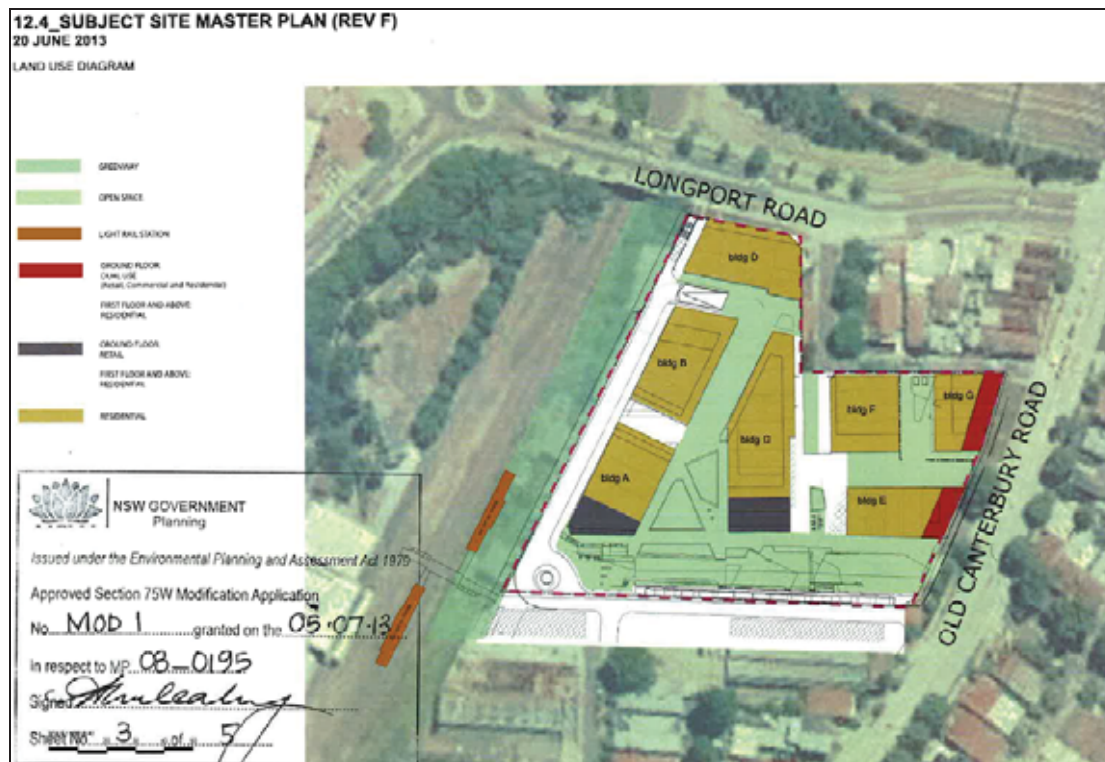 12.4_SUBJECT SITE MASTER PLAN (REV F)
20 JUNE 2013
LAND USE DIAGRAM
GREENWAY
OPEN SPACE
LIGHT RAIL STATION
GROUND FLOOR:
DUAL USE
(Retail, Commercial and Residential)
FIRST FLOOR AND ABOVE:
RESIDENTIAL
GROUND FLOOR:
RETAIL
FIRST FLOOR AND ABOVE:
RESIDENTIAL
RESIDENTIAL
LONGPORT ROAD
bldg D
bldg B
bldg F
bldg G
bldg A
bldg E
OLD CANTERBURY ROAD
NSW GOVERNMENT
Planning
Issued under the Environmental Planning and Assessment Act 1979
Approved Section 75W Modification Application
No MOD 1 granted on the 05.07.13
In respect to MP 08_0195
Signed
Sheet No. 3 of 5